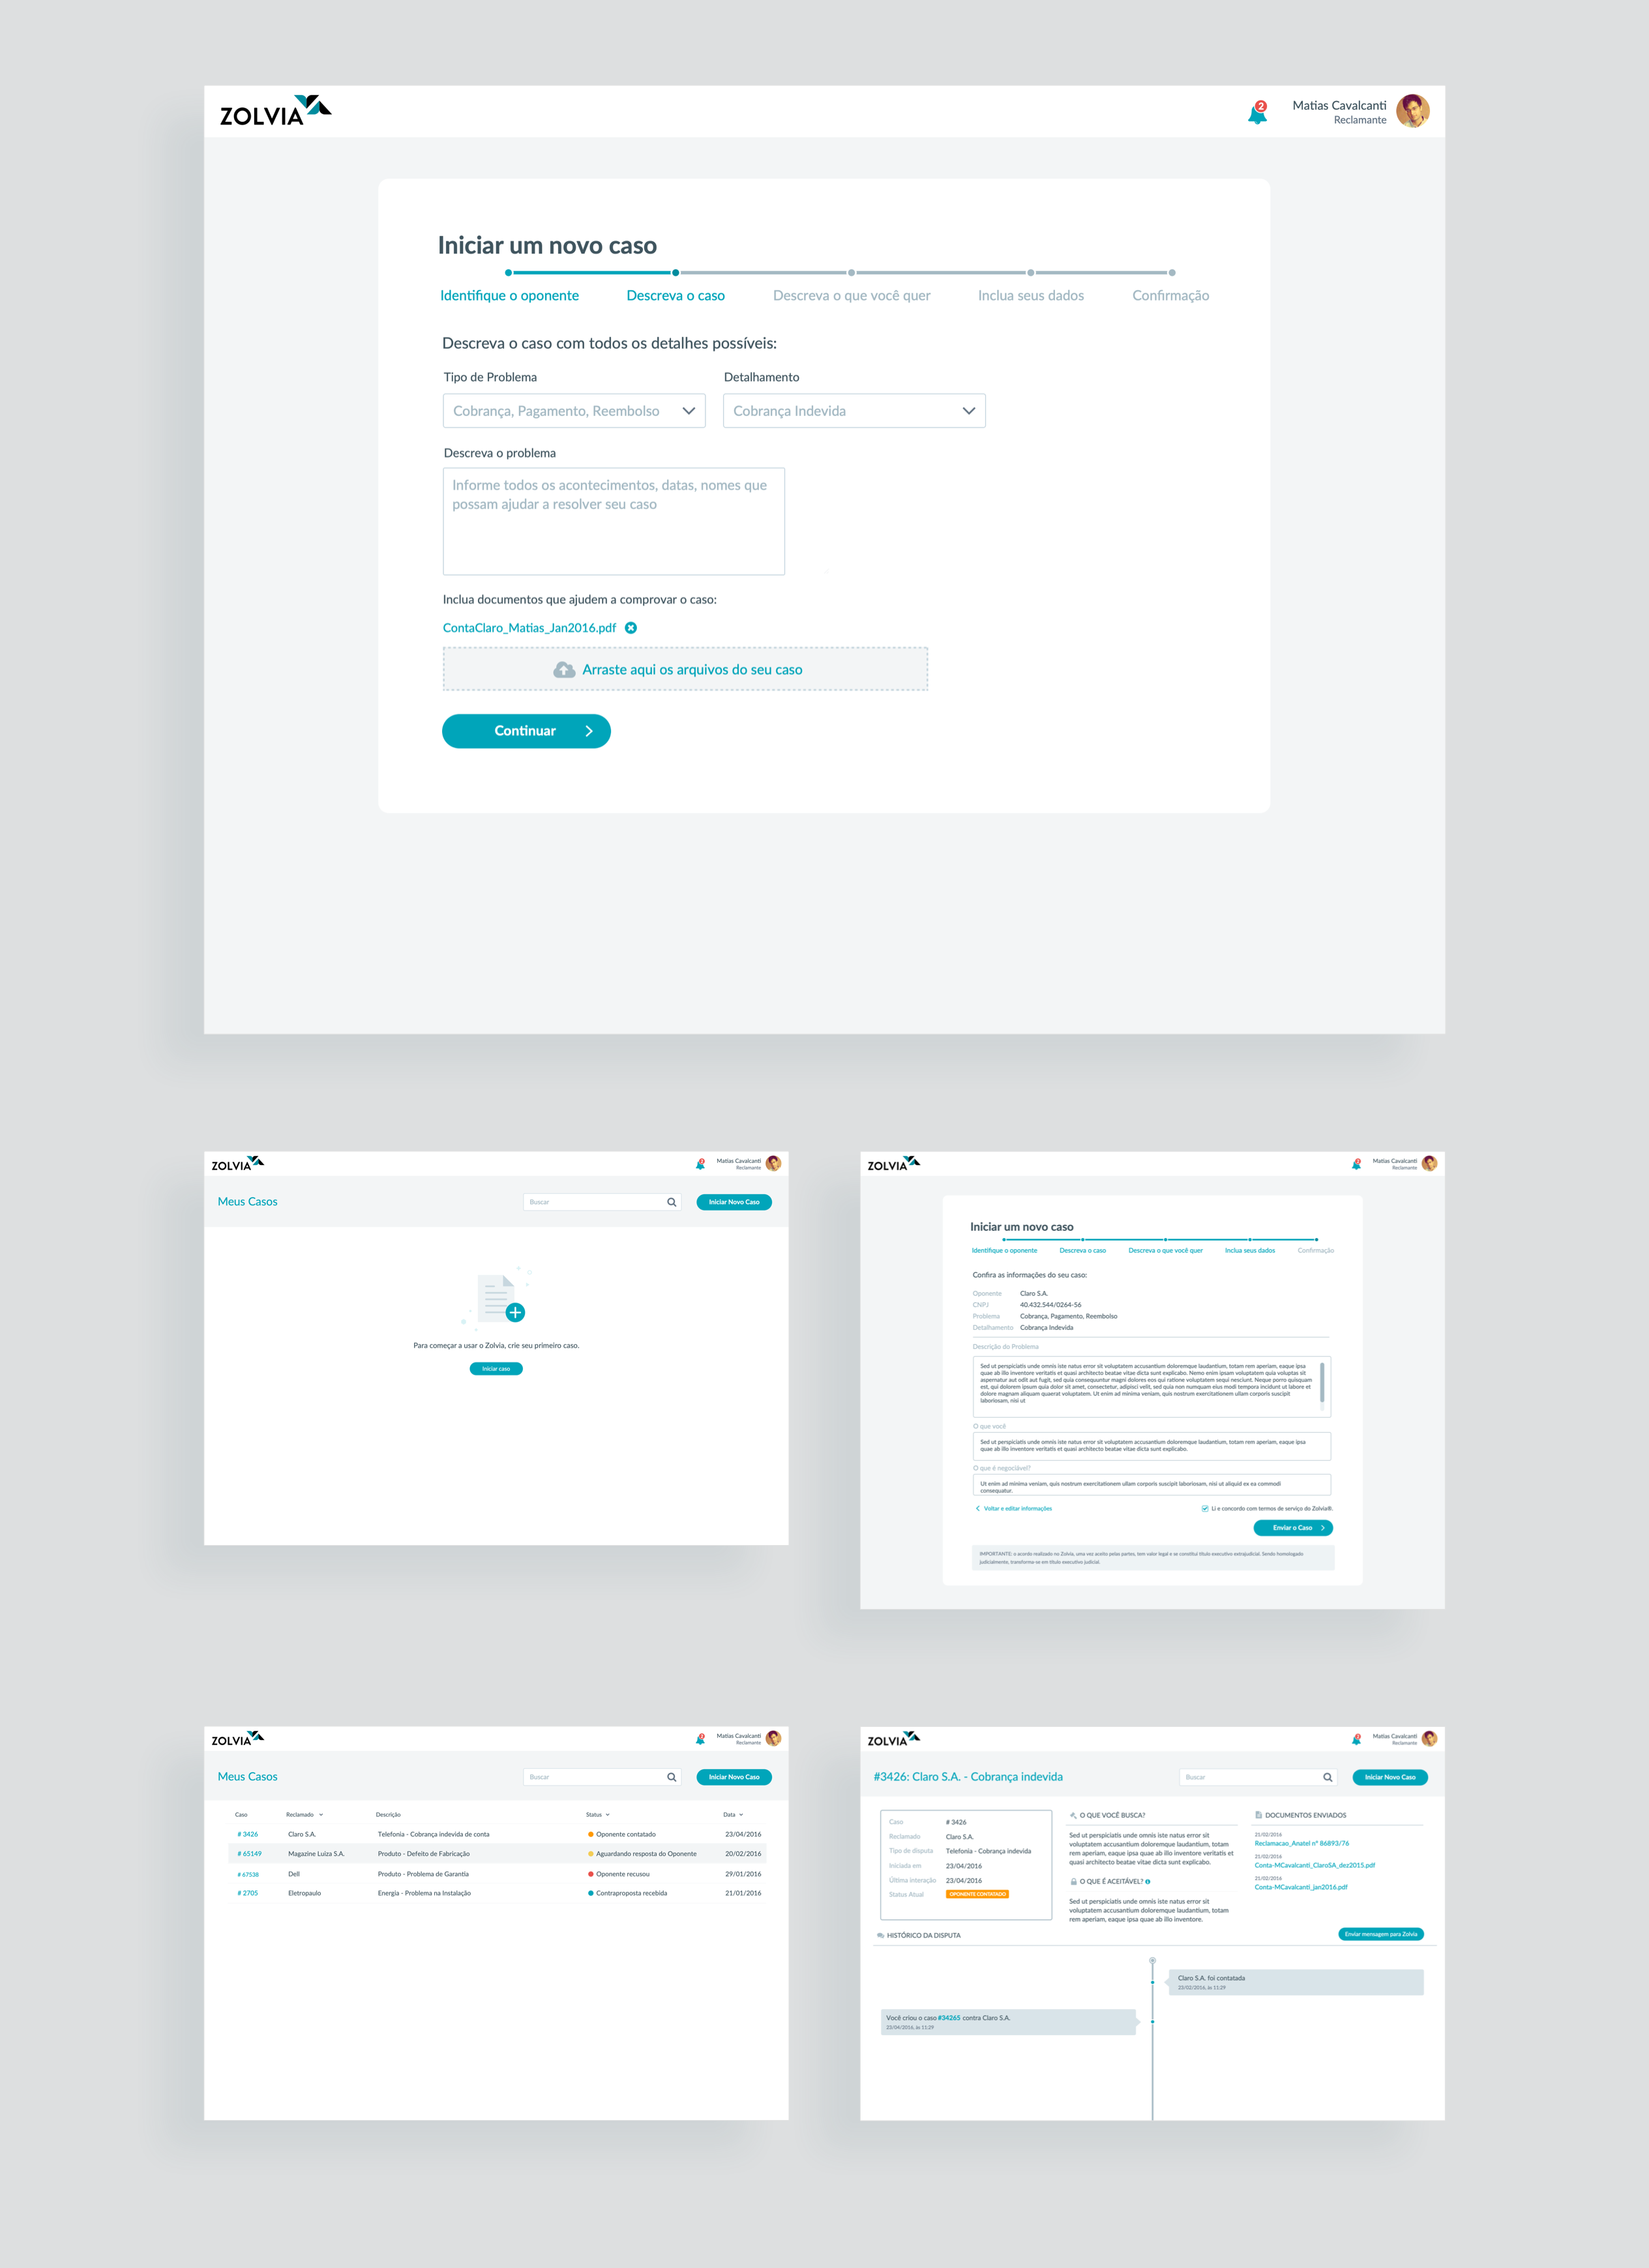 ZOLVIA
2
Matias Cavalcanti
Reclamante
Iniciar um novo caso
Identifique o oponente Descreva o caso Descreva o que você quer Inclua seus dados Confirmação
Descreva o caso com todos os detalhes possíveis:
Tipo de Problema Detalhamento
Cobrança, Pagamento, Reembolso Cobrança Indevida
Descreva o problema
Informe todos os acontecimentos, datas, nomes que
possam ajudar a resolver seu caso
Inclua documentos que ajudem a comprovar o caso:
ContaClaro_Matias_Jan2016.pdf
Arraste aqui os arquivos do seu caso
Continuar
ZOLVIA
2
Matias Cavalcanti
Reclamante
Meus Casos Buscar Iniciar Novo Caso
Para começar a usar o Zolvia, crie seu primeiro caso.
Iniciar caso
ZOLVIA
2
Matias Cavalcanti
Reclamante
Iniciar um novo caso
Identifique o oponente Descreva o caso Descreva o que você quer Inclua seus dados Confirmação
Confira as informações do seu caso:
Oponente Claro S.A.
CNPJ 40.432.544/0264-56
Problema Cobrança, Pagamento, Reembolso
Detalhamento Cobrança Indevida
Descrição do Problema
Sed ut perspiciatis unde omnis iste natus error sit voluptatem accusantium doloremque laudantium, totam rem aperiam, eaque ipsa
quae ab illo inventore veritatis et quasi architecto beatae vitae dicta sunt explicabo. Nemo enim ipsam voluptatem quia voluptas sit
aspernatur aut odit aut fugit, sed quia consequuntur magni dolores eos qui ratione voluptatem sequi nesciunt. Neque porro quisquam
est, qui dolorem ipsum quia dolor sit amet, consectetur, adipisci velit, sed quia non numquam eius modi tempora incidunt ut labore et
dolore magnam aliquam quaerat voluptatem. Ut enim ad minima veniam, quis nostrum exercitationem ullam corporis suscipit
laboriosam, nisi ut
O que você
Sed ut perspiciatis unde omnis iste natus error sit voluptatem accusantium doloremque laudantium, totam rem aperiam, eaque ipsa
quae ab illo inventore veritatis et quasi architecto beatae vitae dicta sunt explicabo.
O que é negociável?
Ut enim ad minima veniam, quis nostrum exercitationem ullam corporis suscipit laboriosam, nisi ut aliquid ex ea commodi
consequatur.
Voltar e editar informações Li e concordo com termos de serviço do Zolvia®.
Enviar o Caso
IMPORTANTE: o acordo realizado no Zolvia, uma vez aceito pelas partes, tem valor legal e se constitui título executivo extrajudicial. Sendo homologado
judicialmente, transforma-se em título executivo judicial.
ZOLVIA
2
Matias Cavalcanti
Reclamante
Meus Casos Buscar Iniciar Novo Caso
Caso Reclamado Descrição Status Data
# 3426 Claro S.A. Telefonia - Cobrança indevida de conta Oponente contatado 23/04/2016
# 65149 Magazine Luiza S.A. Produto - Defeito de Fabricação Aguardando resposta do Oponente 20/02/2016
# 67538 Dell Produto - Problema de Garantia Oponente recusou 29/01/2016
# 2705 Eletropaulo Energia - Problema na Instalação Contraproposta recebida 21/01/2016
ZOLVIA
2
Matias Cavalcanti
Reclamante
#3426: Claro S.A. - Cobrança indevida Buscar Iniciar Novo Caso
Caso # 3426
Reclamado Claro S.A.
Tipo de disputa Telefonia - Cobrança indevida
Iniciada em 23/04/2016
Última interação 23/04/2016
Status Atual OPONENTE CONTATADO
O QUE VOCÊ BUSCA?
Sed ut perspiciatis unde omnis iste natus error sit
voluptatem accusantium doloremque laudantium, totam
rem aperiam, eaque ipsa quae ab illo inventore veritatis et
quasi architecto beatae vitae dicta sunt explicabo.
O QUE É ACEITÁVEL?
Sed ut perspiciatis unde omnis iste natus error sit
voluptatem accusantium doloremque laudantium, totam
rem aperiam, eaque ipsa quae ab illo inventore.
DOCUMENTOS ENVIADOS
21/02/2016
Reclamacao_Anatel nº 86893/76
21/02/2016
Conta-MCavalcanti_ClaroSA_dez2015.pdf
21/02/2016
Conta-MCavalcanti_jan2016.pdf
HISTÓRICO DA DISPUTA Enviar mensagem para Zolvia
Claro S.A. foi contatada
23/02/2016, às 11:29
Você criou o caso #34265 contra Claro S.A.
22/04/2016, às 11:29